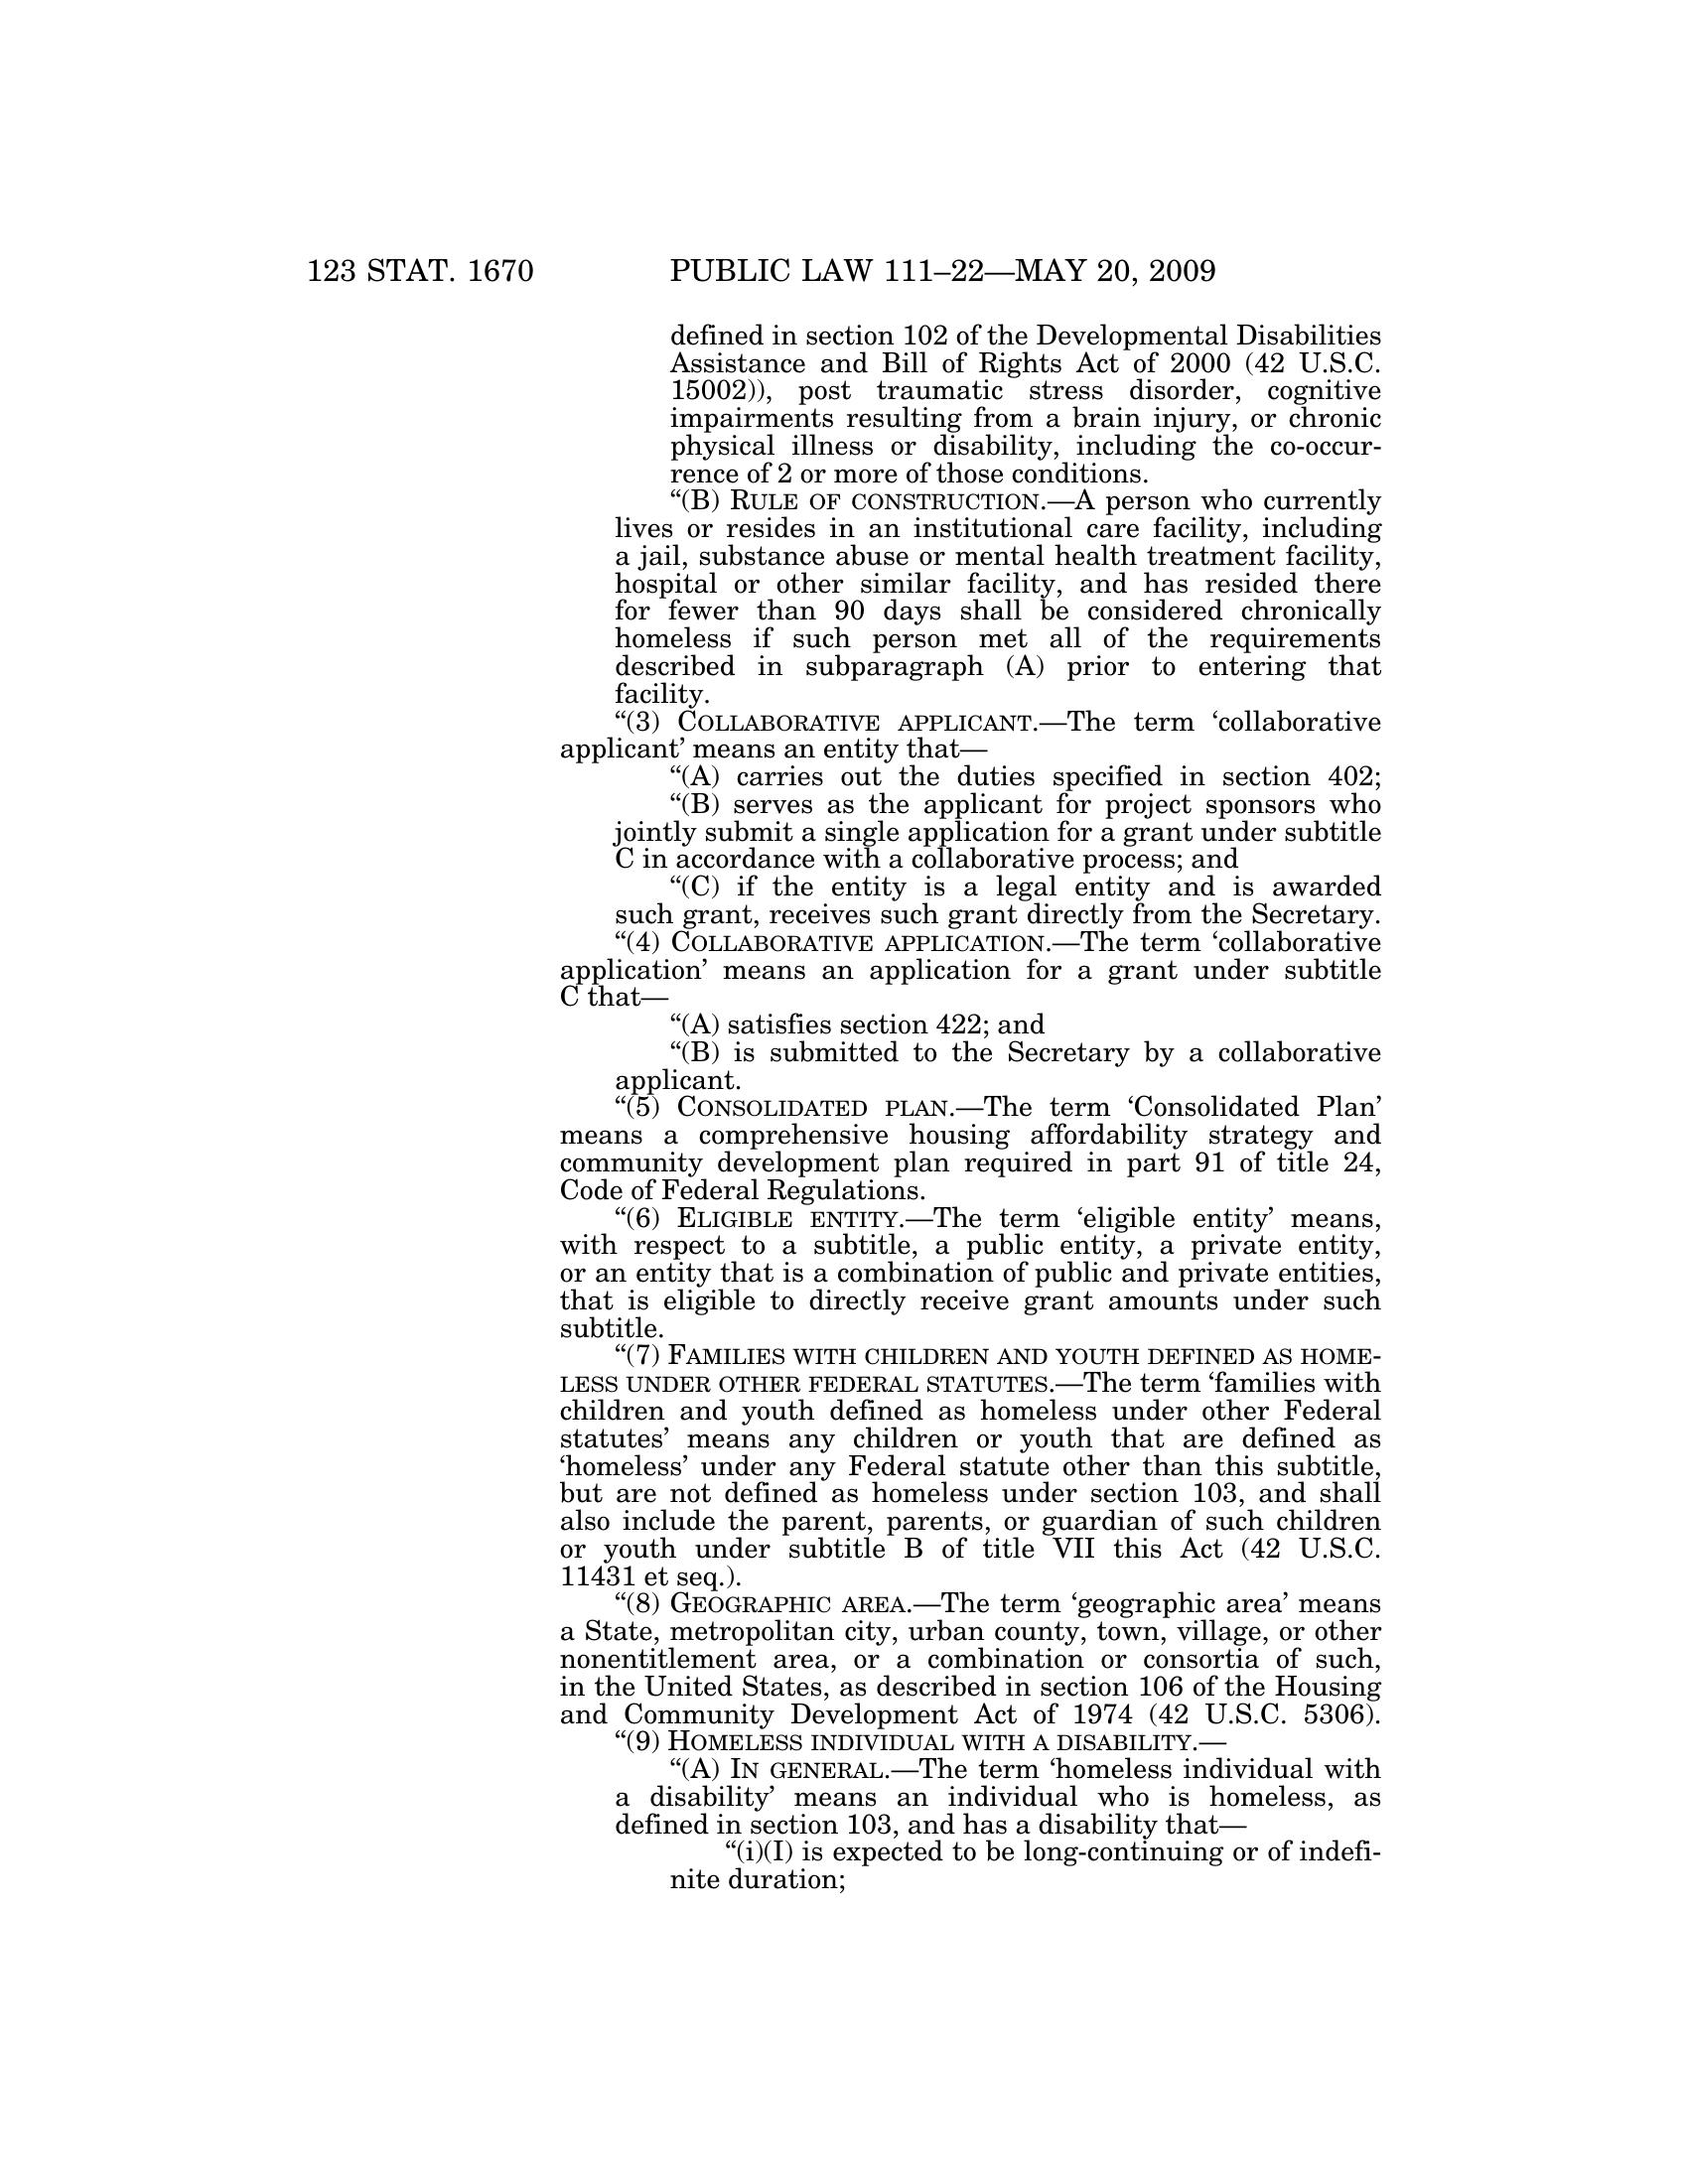 123 STAT. 1670 PUBLIC LAW 111–22—MAY 20, 2009
defined in section 102 of the Developmental Disabilities
Assistance and Bill of Rights Act of 2000 (42 U.S.C.
15002)), post traumatic stress disorder, cognitive
impairments resulting from a brain injury, or chronic
physical illness or disability, including the co-occur-
rence of 2 or more of those conditions.
“(B) RULE OF CONSTRUCTION.—A person who currently
lives or resides in an institutional care facility, including
a jail, substance abuse or mental health treatment facility,
hospital or other similar facility, and has resided there
for fewer than 90 days shall be considered chronically
homeless if such person met all of the requirements
described in subparagraph (A) prior to entering that
facility.
“(3) COLLABORATIVE APPLICANT.—The term ‘collaborative
applicant’ means an entity that—
“(A) carries out the duties specified in section 402;
“(B) serves as the applicant for project sponsors who
jointly submit a single application for a grant under subtitle
C in accordance with a collaborative process; and
“(C) if the entity is a legal entity and is awarded
such grant, receives such grant directly from the Secretary.
“(4) COLLABORATIVE APPLICATION.—The term ‘collaborative
application’ means an application for a grant under subtitle
C that—
“(A) satisfies section 422; and
“(B) is submitted to the Secretary by a collaborative
applicant.
“(5) CONSOLIDATED PLAN.—The term ‘Consolidated Plan’
means a comprehensive housing affordability strategy and
community development plan required in part 91 of title 24,
Code of Federal Regulations.
“(6) ELIGIBLE ENTITY.—The term ‘eligible entity’ means,
with respect to a subtitle, a public entity, a private entity,
or an entity that is a combination of public and private entities,
that is eligible to directly receive grant amounts under such
subtitle.
“(7) FAMILIES WITH CHILDREN AND YOUTH DEFINED AS HOME-
LESS UNDER OTHER FEDERAL STATUTES.—The term ‘families with
children and youth defined as homeless under other Federal
statutes’ means any children or youth that are defined as
‘homeless’ under any Federal statute other than this subtitle,
but are not defined as homeless under section 103, and shall
also include the parent, parents, or guardian of such children
or youth under subtitle B of title VII this Act (42 U.S.C.
11431 et seq.).
“(8) GEOGRAPHIC AREA.—The term ‘geographic area’ means
a State, metropolitan city, urban county, town, village, or other
nonentitlement area, or a combination or consortia of such,
in the United States, as described in section 106 of the Housing
and Community Development Act of 1974 (42 U.S.C. 5306).
“(9) HOMELESS INDIVIDUAL WITH A DISABILITY.—
“(A) IN GENERAL.—The term ‘homeless individual with
a disability’ means an individual who is homeless, as
defined in section 103, and has a disability that—
“(i)(I) is expected to be long-continuing or of indefi-
nite duration;